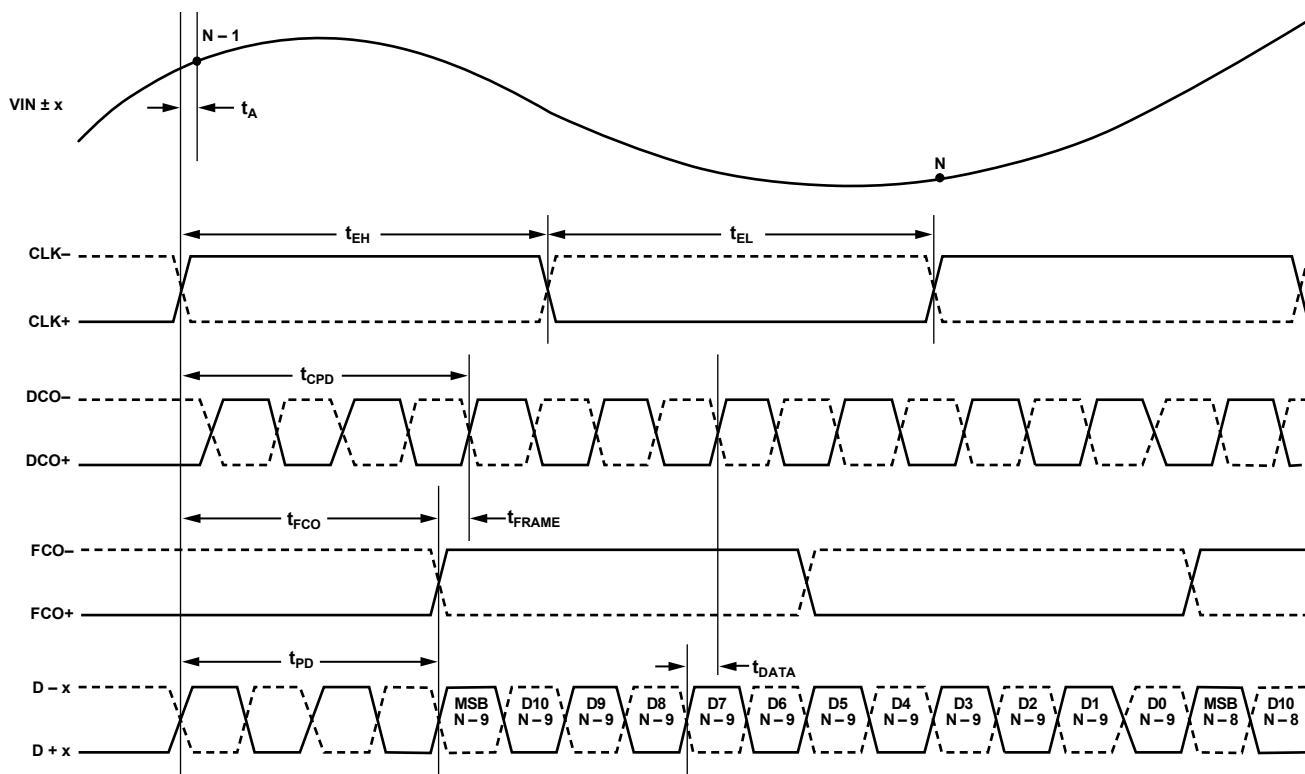 N – 1
VIN ± x
tA
N
tEH
tEL
CLK–
CLK+
tCPD
DCO–
DCO+
tFCO
tFRAME
FCO–
FCO+
tPD
tDATA
D – x
D + x
MSB N – 9
D10 N – 9
D9 N – 9
D8 N – 9
D7 N – 9
D6 N – 9
D5 N – 9
D4 N – 9
D3 N – 9
D2 N – 9
D1 N – 9
D0 N – 9
MSB N – 8
D10 N – 8